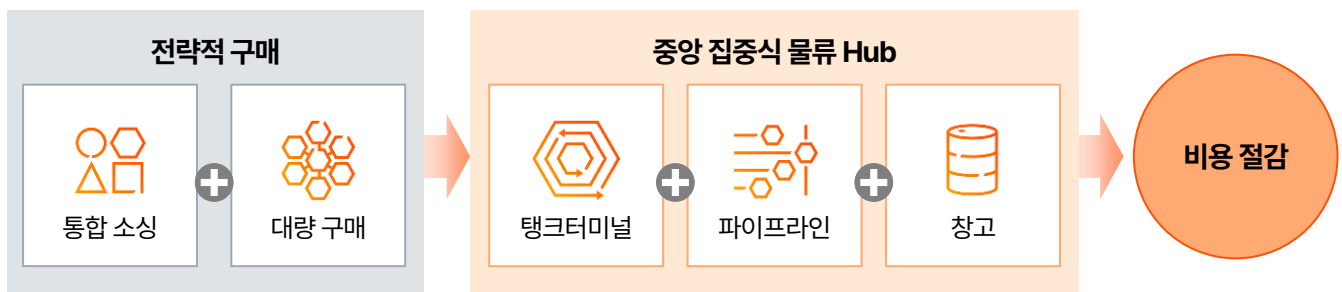 전략적 구매
중앙 집중식 물류 Hub
통합 소싱
대량 구매
탱크터미널
파이프라인
창고
비용 절감